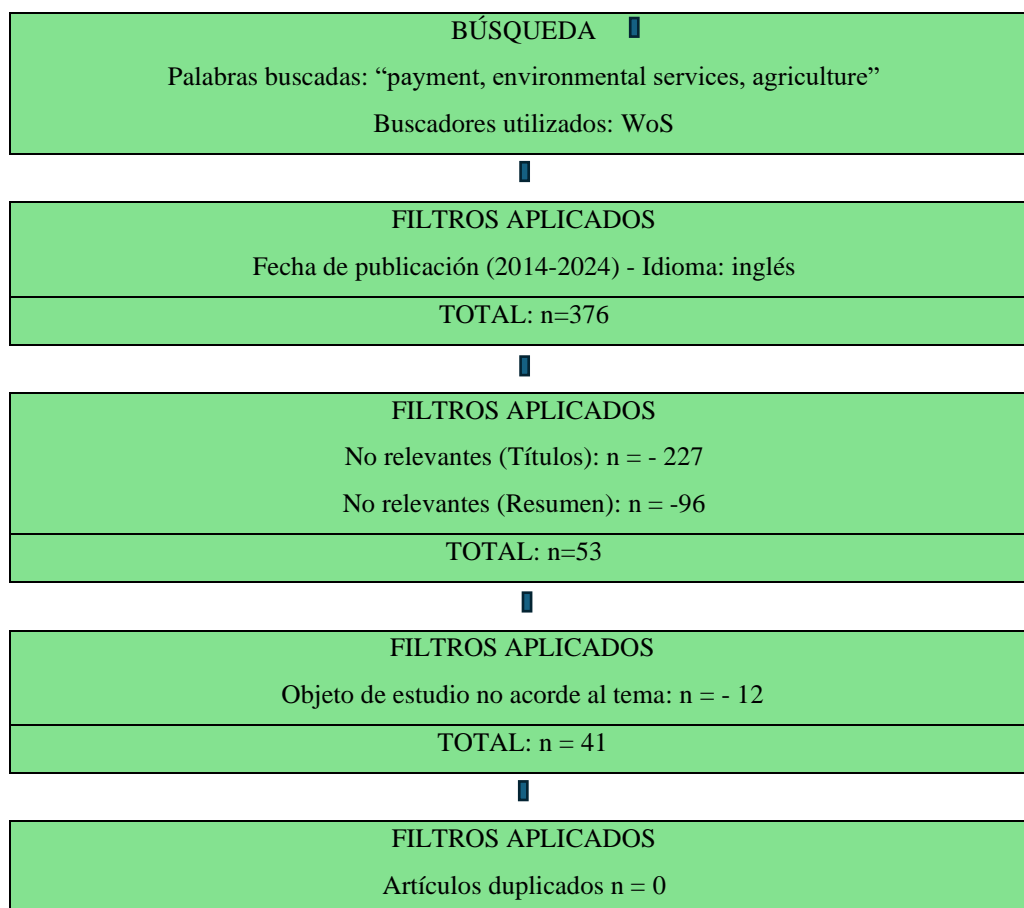 BÚSQUEDA
Palabras buscadas: “payment, environmental services, agriculture”
Buscadores utilizados: WoS
FILTROS APLICADOS
Fecha de publicación (2014-2024) - Idioma: inglés
TOTAL: n=376
FILTROS APLICADOS
No relevantes (Títulos): n = - 227
No relevantes (Resumen): n = -96
TOTAL: n=53
FILTROS APLICADOS
Objeto de estudio no acorde al tema: n = - 12
TOTAL: n = 41
FILTROS APLICADOS
Artículos duplicados n = 0